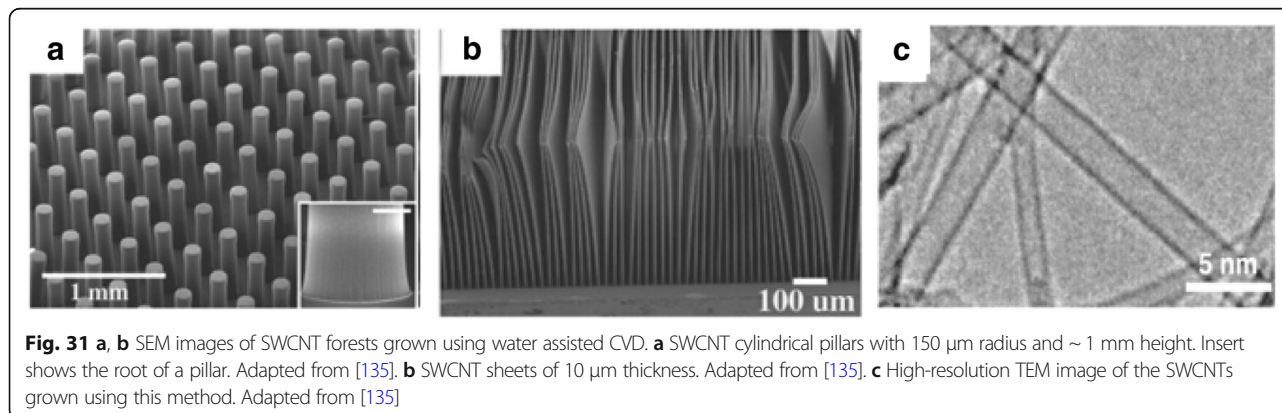 a
b
c
1 mm
100 um
5 nm
Fig. 31 a, b SEM images of SWCNT forests grown using water assisted CVD. a SWCNT cylindrical pillars with 150 μm radius and ~ 1 mm height. Insert
shows the root of a pillar. Adapted from [135]. b SWCNT sheets of 10 μm thickness. Adapted from [135]. c High-resolution TEM image of the SWCNTs
grown using this method. Adapted from [135]